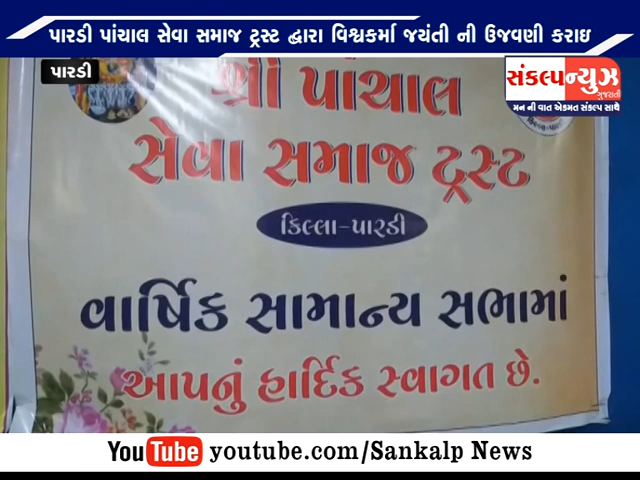 પારડી પાંચાલ સેવા સમાજ ટ્રસ્ટ દ્વારા વિશ્વકર્મા જયંતી ની ઉજવણી કરાઇ
પારડી
સંકલ્પન્યુઝ
ગુજરાતી
મન ની વાત એકમત સંકલ્પ સાથે
શ્રી પાંચાલ
સેવા સમાજ ટ્રસ્ટ
કિલ્લા-પારડી
વાર્ષિક સામાન્ય સભામાં
આપનું હાર્દિક સ્વાગત છે.
YouTube youtube.com/Sankalp News